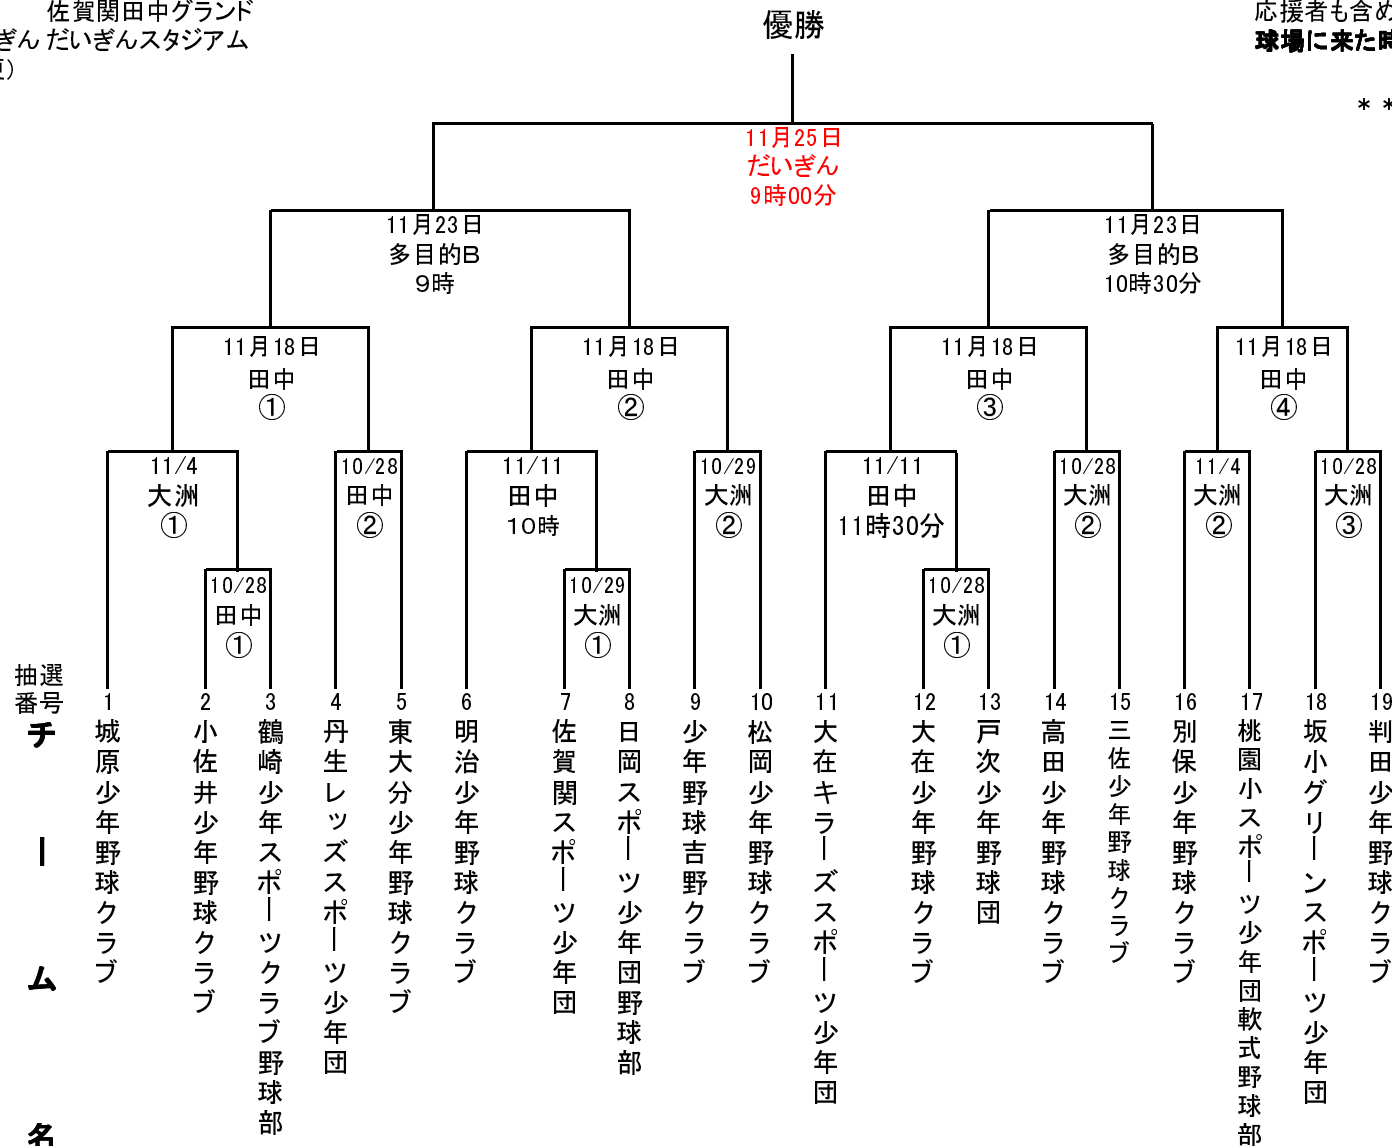 佐賀関田中グランド
ぎん だいぎんスタジアム
優勝
応援者も含め
球場に来た時
＊＊
11月25日
だいぎん
9時00分
11月23日
多目的Ｂ
９時
11月23日
多目的Ｂ
10時30分
11月18日
田中
①
11月18日
田中
②
11月18日
田中
③
11月18日
田中
④
11/4
大洲
①
10/28
田中
②
11/11
田中
１０時
10/29
大洲
②
11/11
田中
11時30分
10/28
大洲
②
11/4
大洲
②
10/28
大洲
③
10/28
田中
①
10/29
大洲
①
10/28
大洲
①
抽選
番号
チーム名
1
城原少年野球クラブ
2
小佐井少年野球クラブ
3
鶴崎少年スポーツクラブ野球部
4
丹生レッズスポーツ少年団
5
東大分少年野球クラブ
6
明治少年野球クラブ
7
佐賀関スポーツ少年団
8
日岡スポーツ少年団野球部
9
少年野球吉野クラブ
10
松岡少年野球クラブ
11
大在キラーズスポーツ少年団
12
大在少年野球クラブ
13
戸次少年野球団
14
高田少年野球クラブ
15
三佐少年野球クラブ
16
別保少年野球クラブ
17
桃園小スポーツ少年団軟式野球部
18
坂小グリーンスポーツ少年団
19
判田少年野球クラブ